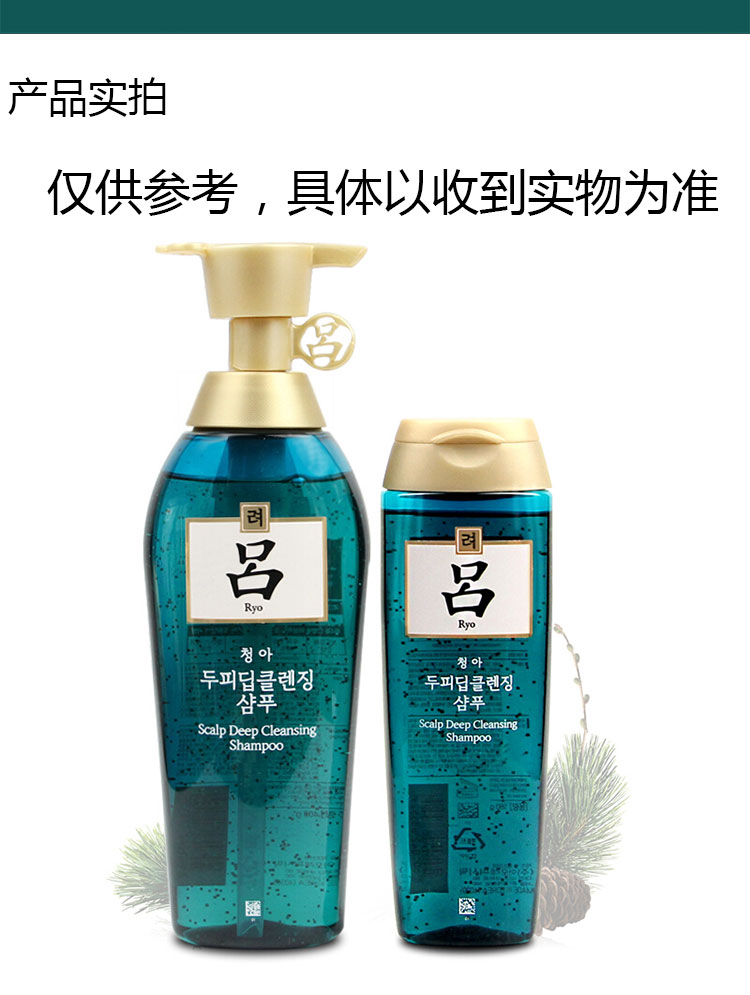 产品实拍
仅供参考，具体以收到实物为准
呂
려
呂
Ryo
청아
두피딥클렌징
샴푸
Scalp Deep Cleansing
Shampoo
려
呂
Ryo
청아
두피딥클렌징
샴푸
Scalp Deep Cleansing
Shampoo